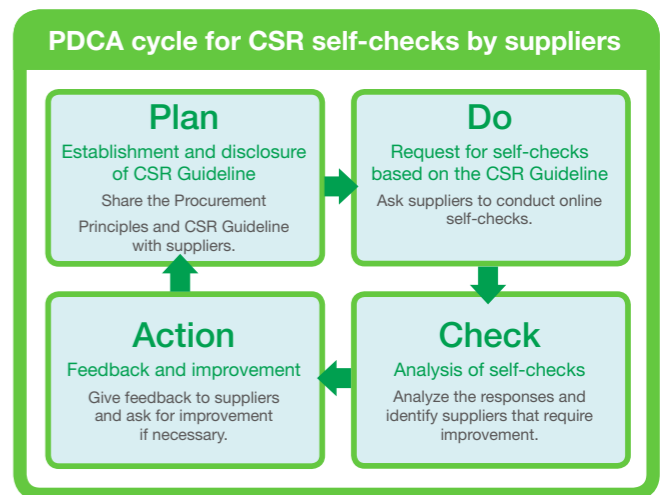 PDCA cycle for CSR self-checks by suppliers
Plan
Establishment and disclosure
of CSR Guideline
Share the Procurement
Principles and CSR Guideline
with suppliers.
Do
Request for self-checks
based on the CSR Guideline
Ask suppliers to conduct online
self-checks.
Action
Feedback and improvement
Give feedback to suppliers
and ask for improvement
if necessary.
Check
Analysis of self-checks
Analyze the responses and
identify suppliers that require
improvement.